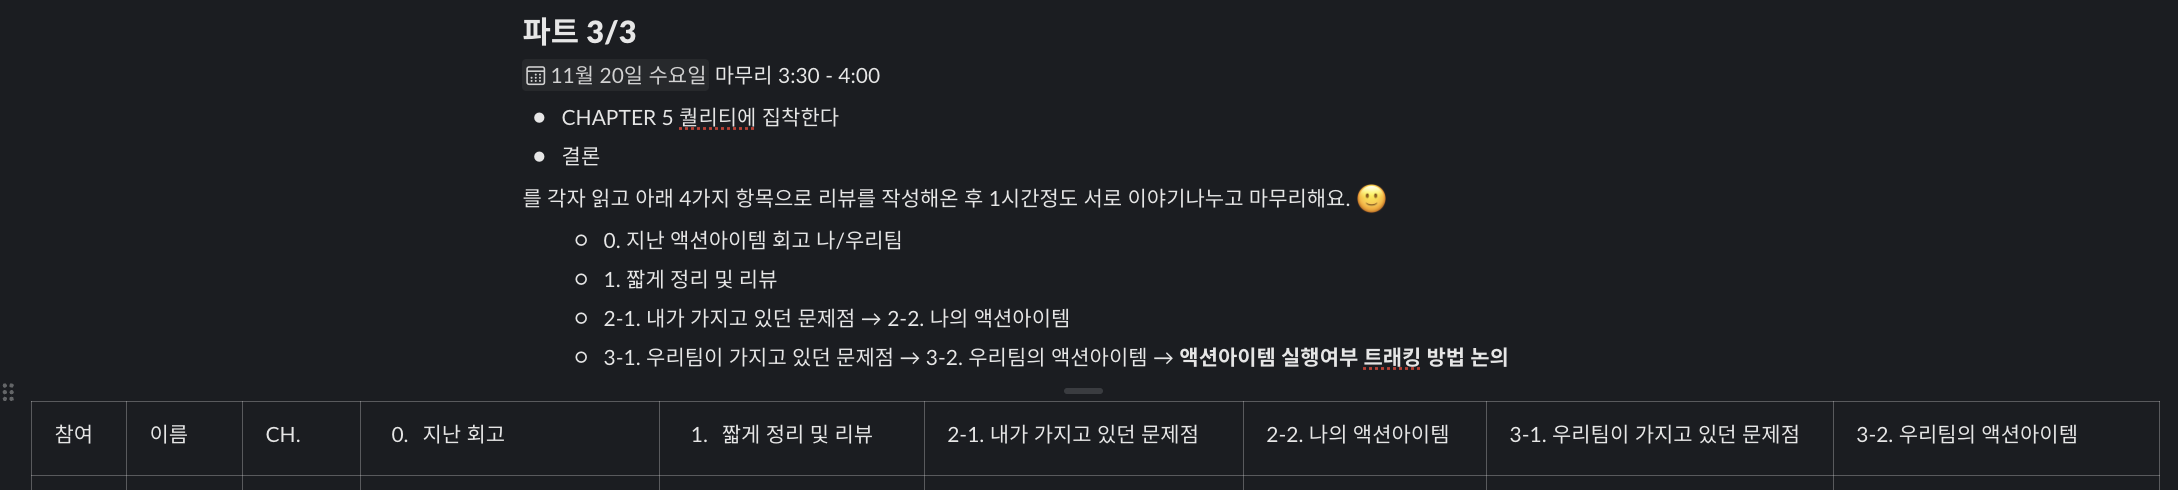 파트 3/3
11월 20일 수요일 마무리 3:30 - 4:00
● CHAPTER 5 퀄리티에 집착한다
● 결론
를 각자 읽고 아래 4가지 항목으로 리뷰를 작성해온 후 1시간정도 서로 이야기나누고 마무리해요. 🙂
○ 0. 지난 액션아이템 회고 나/우리팀
○ 1. 짧게 정리 및 리뷰
○ 2-1. 내가 가지고 있던 문제점 → 2-2. 나의 액션아이템
○ 3-1. 우리팀이 가지고 있던 문제점 → 3-2. 우리팀의 액션아이템 → 액션아이템 실행여부 트래킹 방법 논의
참여 이름 CH. 0. 지난 회고 1. 짧게 정리 및 리뷰 2-1. 내가 가지고 있던 문제점 2-2. 나의 액션아이템 3-1. 우리팀이 가지고 있던 문제점 3-2. 우리팀의 액션아이템